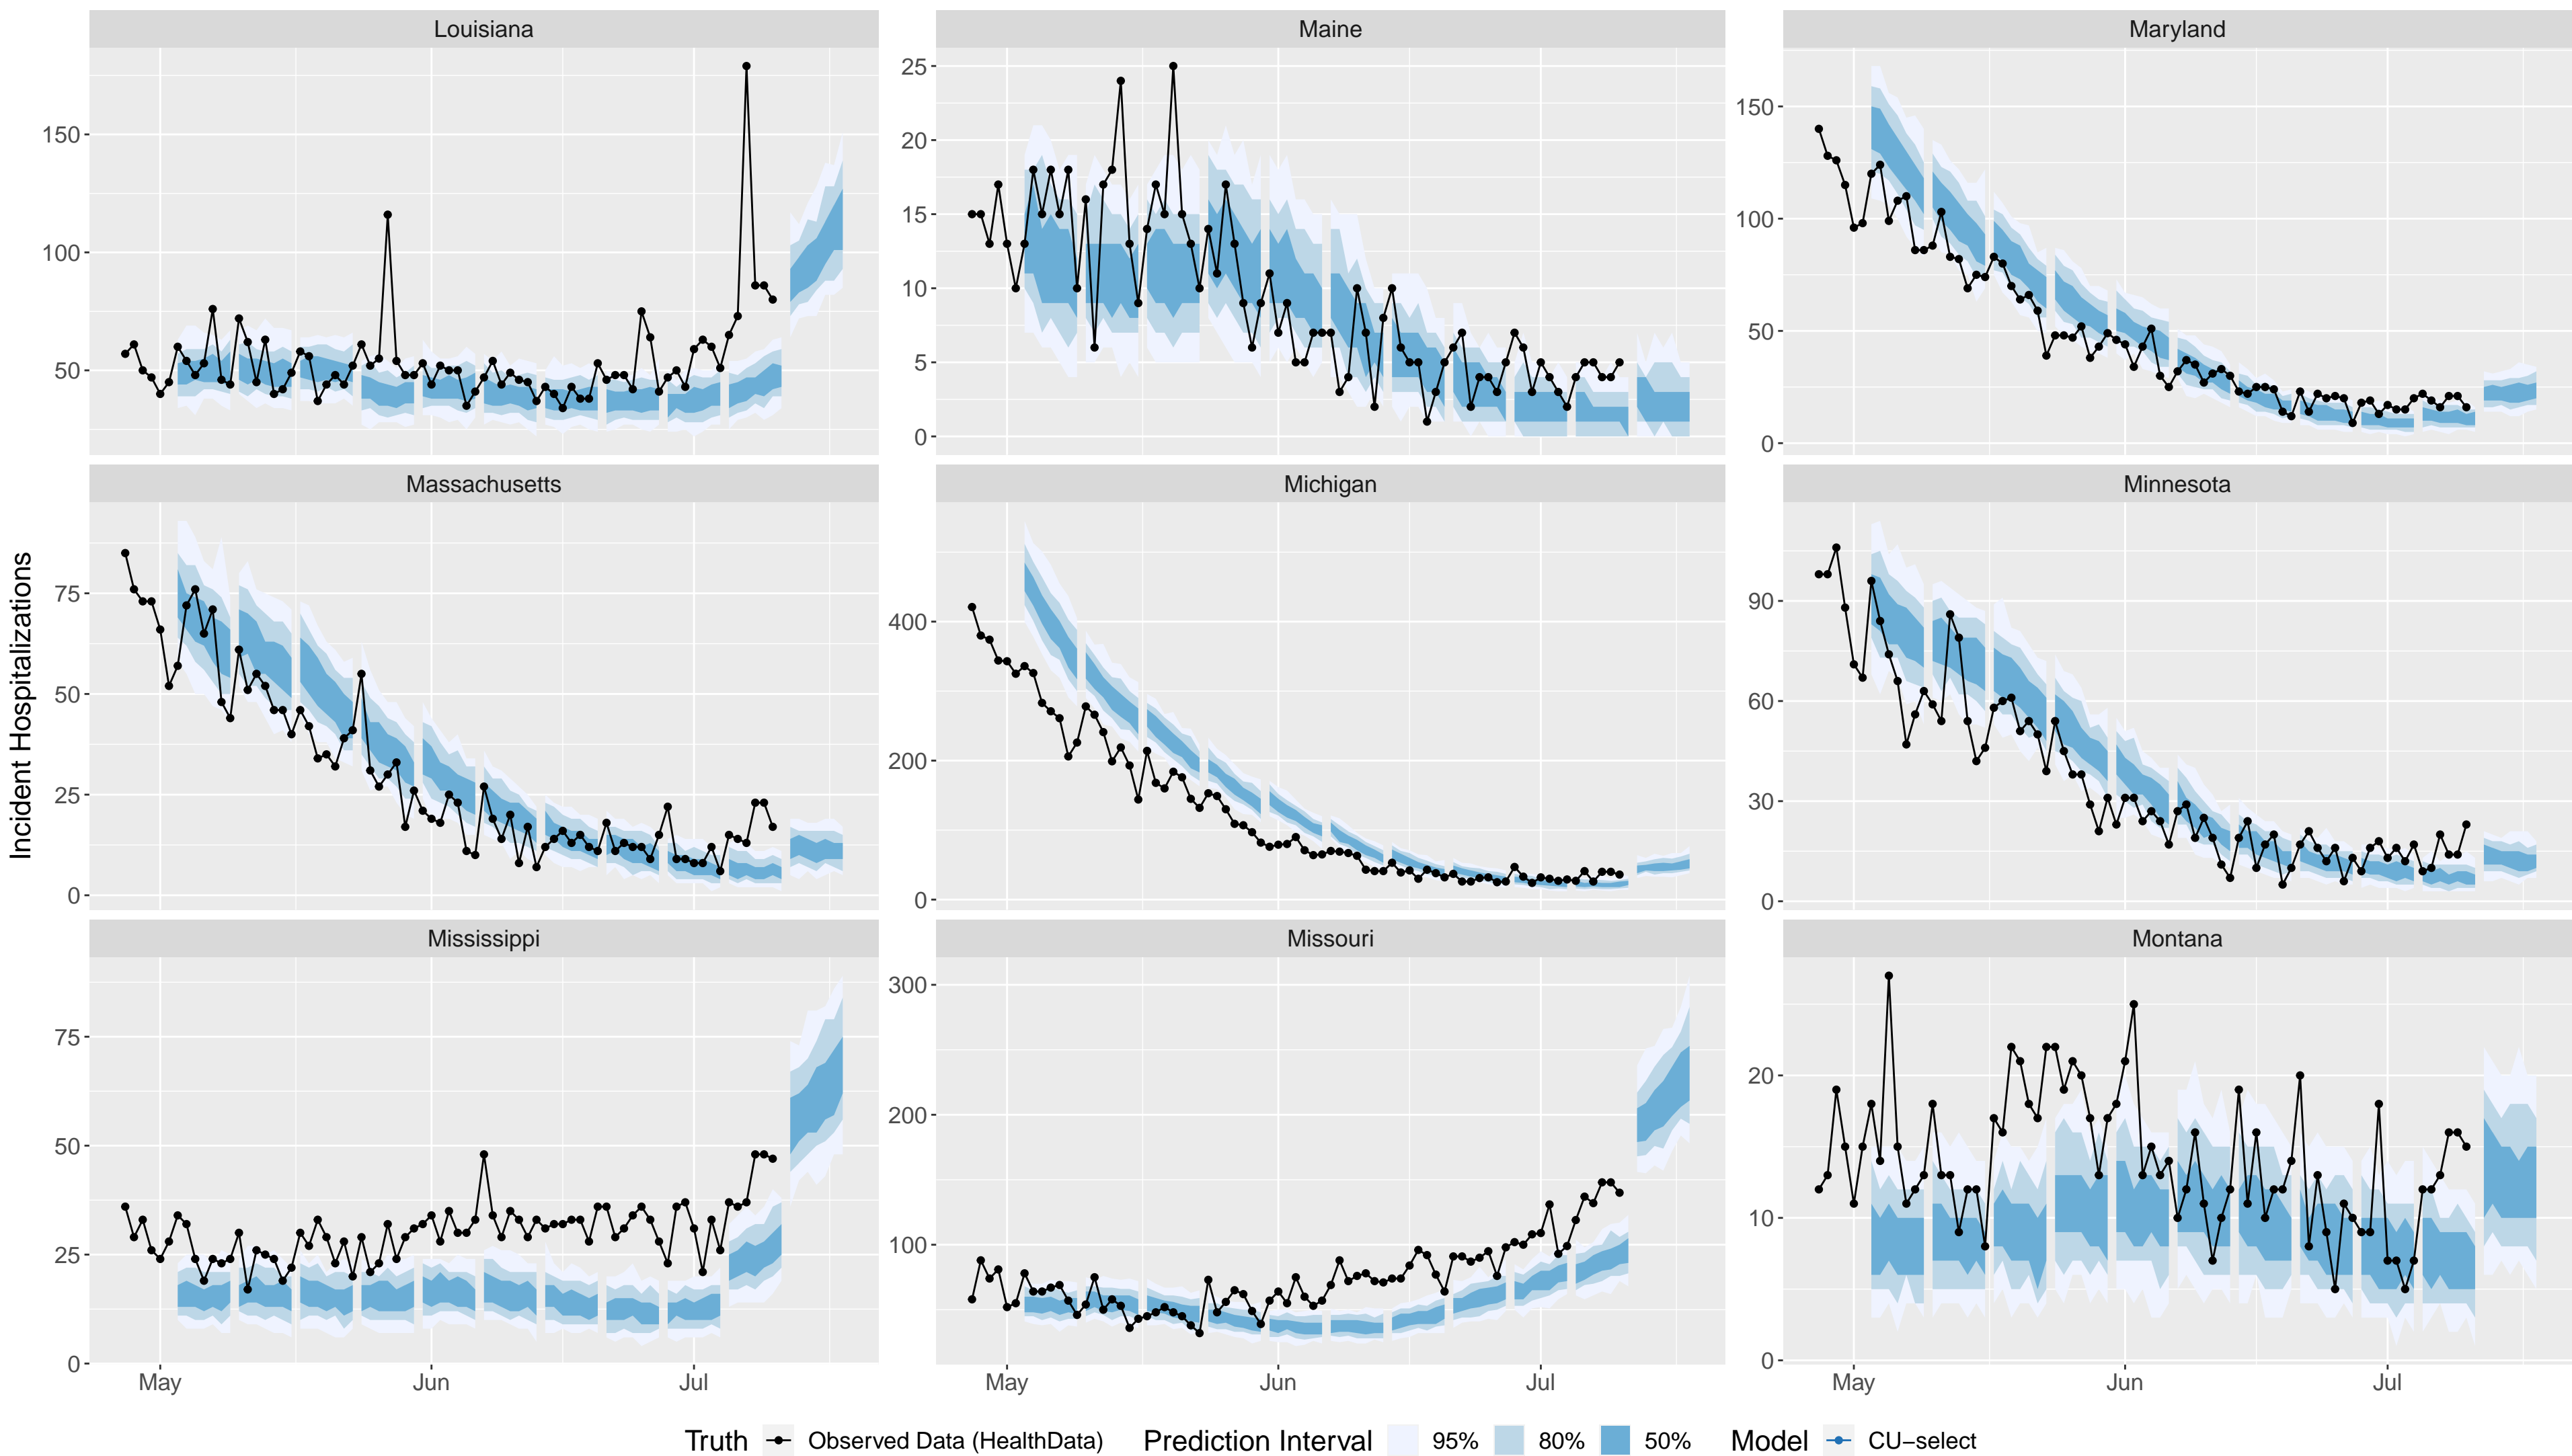 Louisiana
Maine
Maryland
150
100
50
25
20
15
10
5
0
150
100
50
0
Massachusetts
Michigan
Minnesota
Incident Hospitalizations
75
50
25
0
400
200
0
90
60
30
0
Mississippi
Missouri
Montana
75
50
25
0
300
200
100
20
10
0
May Jun Jul
May Jun Jul
May Jun Jul
Truth Observed Data (HealthData) Prediction Interval 95% 80% 50% Model CU−select